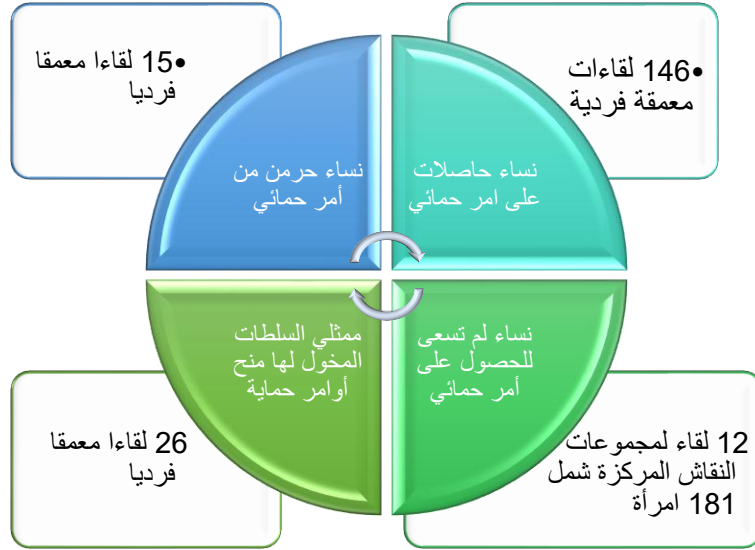 •146 لقاءات
معمقة فردية
نساء حاصلات
على امر حمائي
•15 لقاءا معمقا
فرديا
نساء حرمن من
أمر حمائي
نساء لم تسعى
للحصول على
أمر حمائي
12 لقاء لمجموعات
النقاش المركزة شمل
181 امرأة
ممثلي السلطات
المخول لها منح
أوامر حماية
26 لقاءا معمقا
فرديا